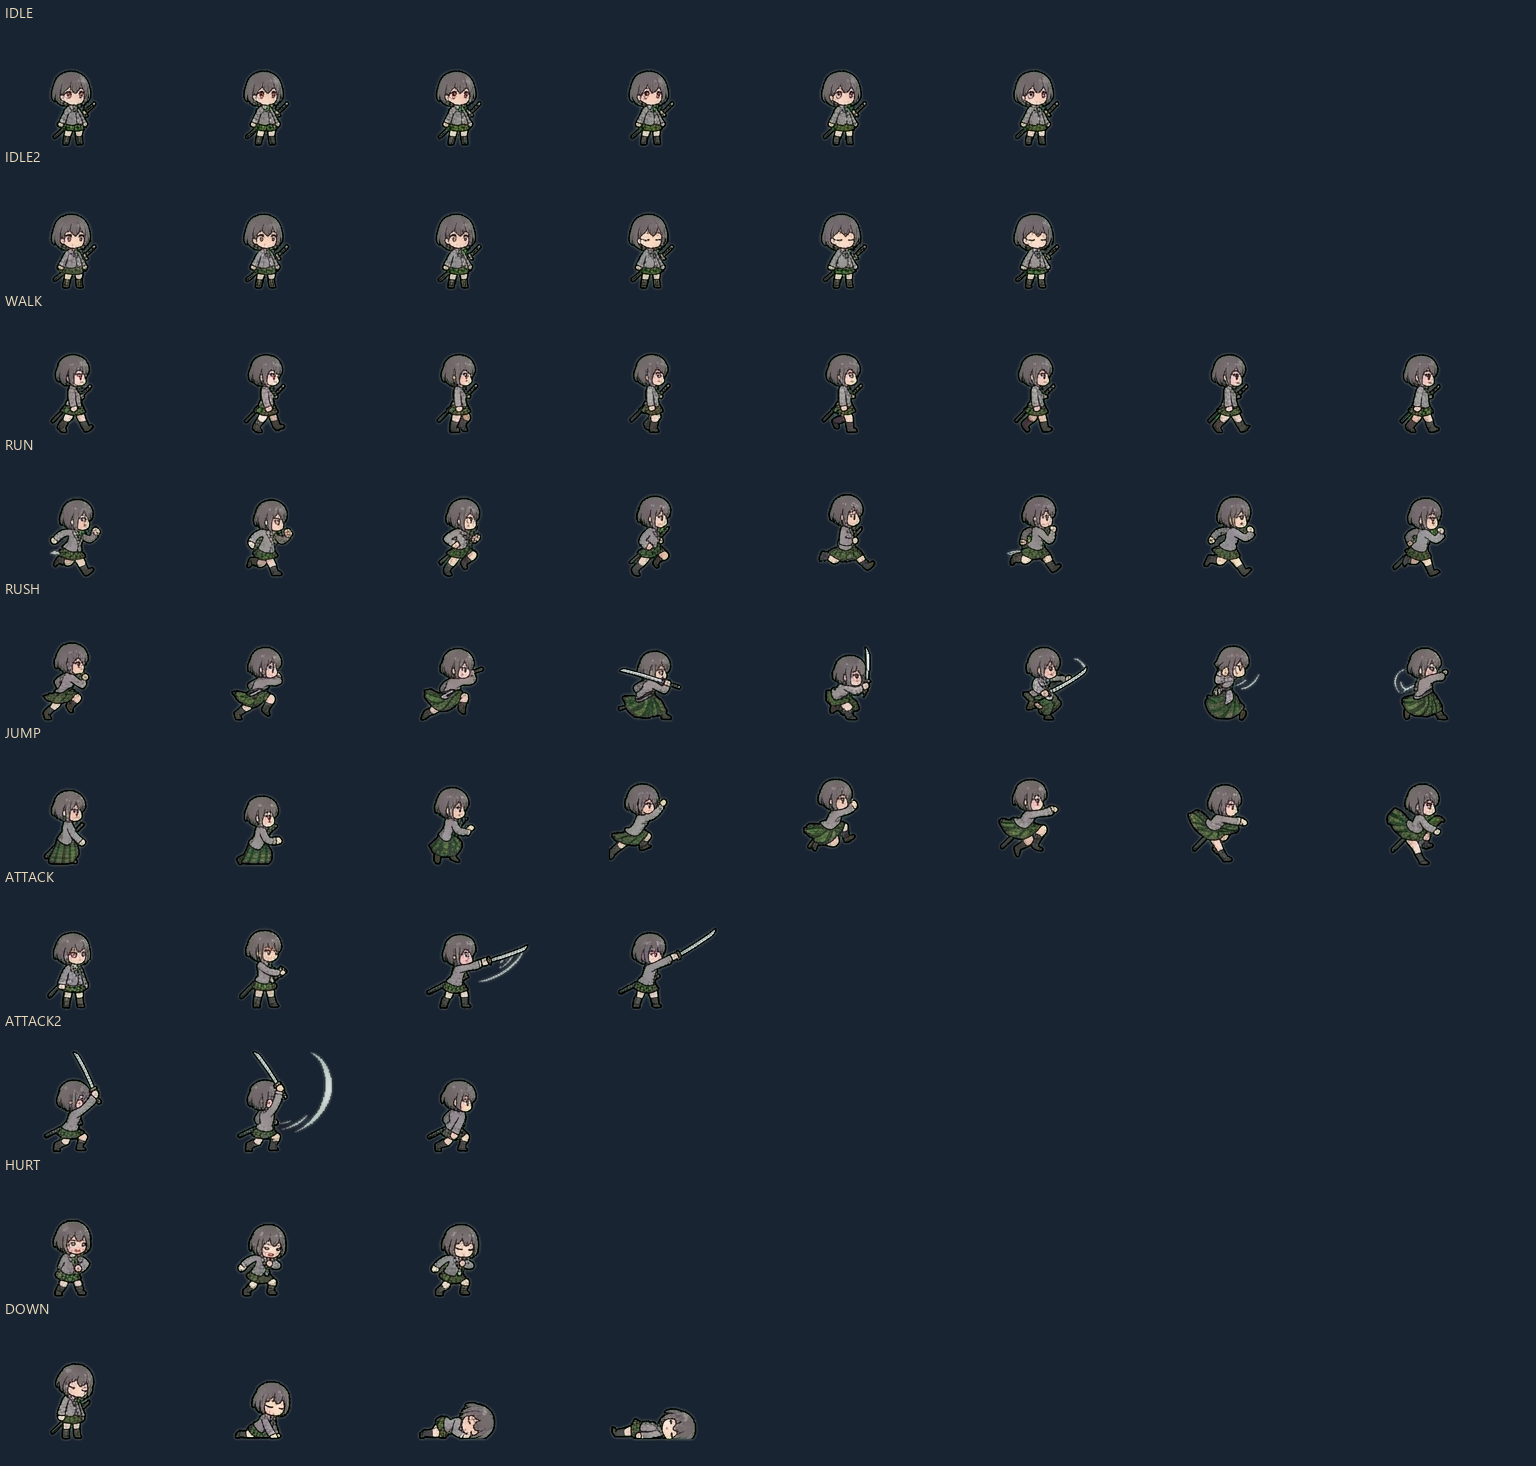 IDLE
IDLE2
WALK
RUN
RUSH
JUMP
ATTACK
ATTACK2
HURT
DOWN